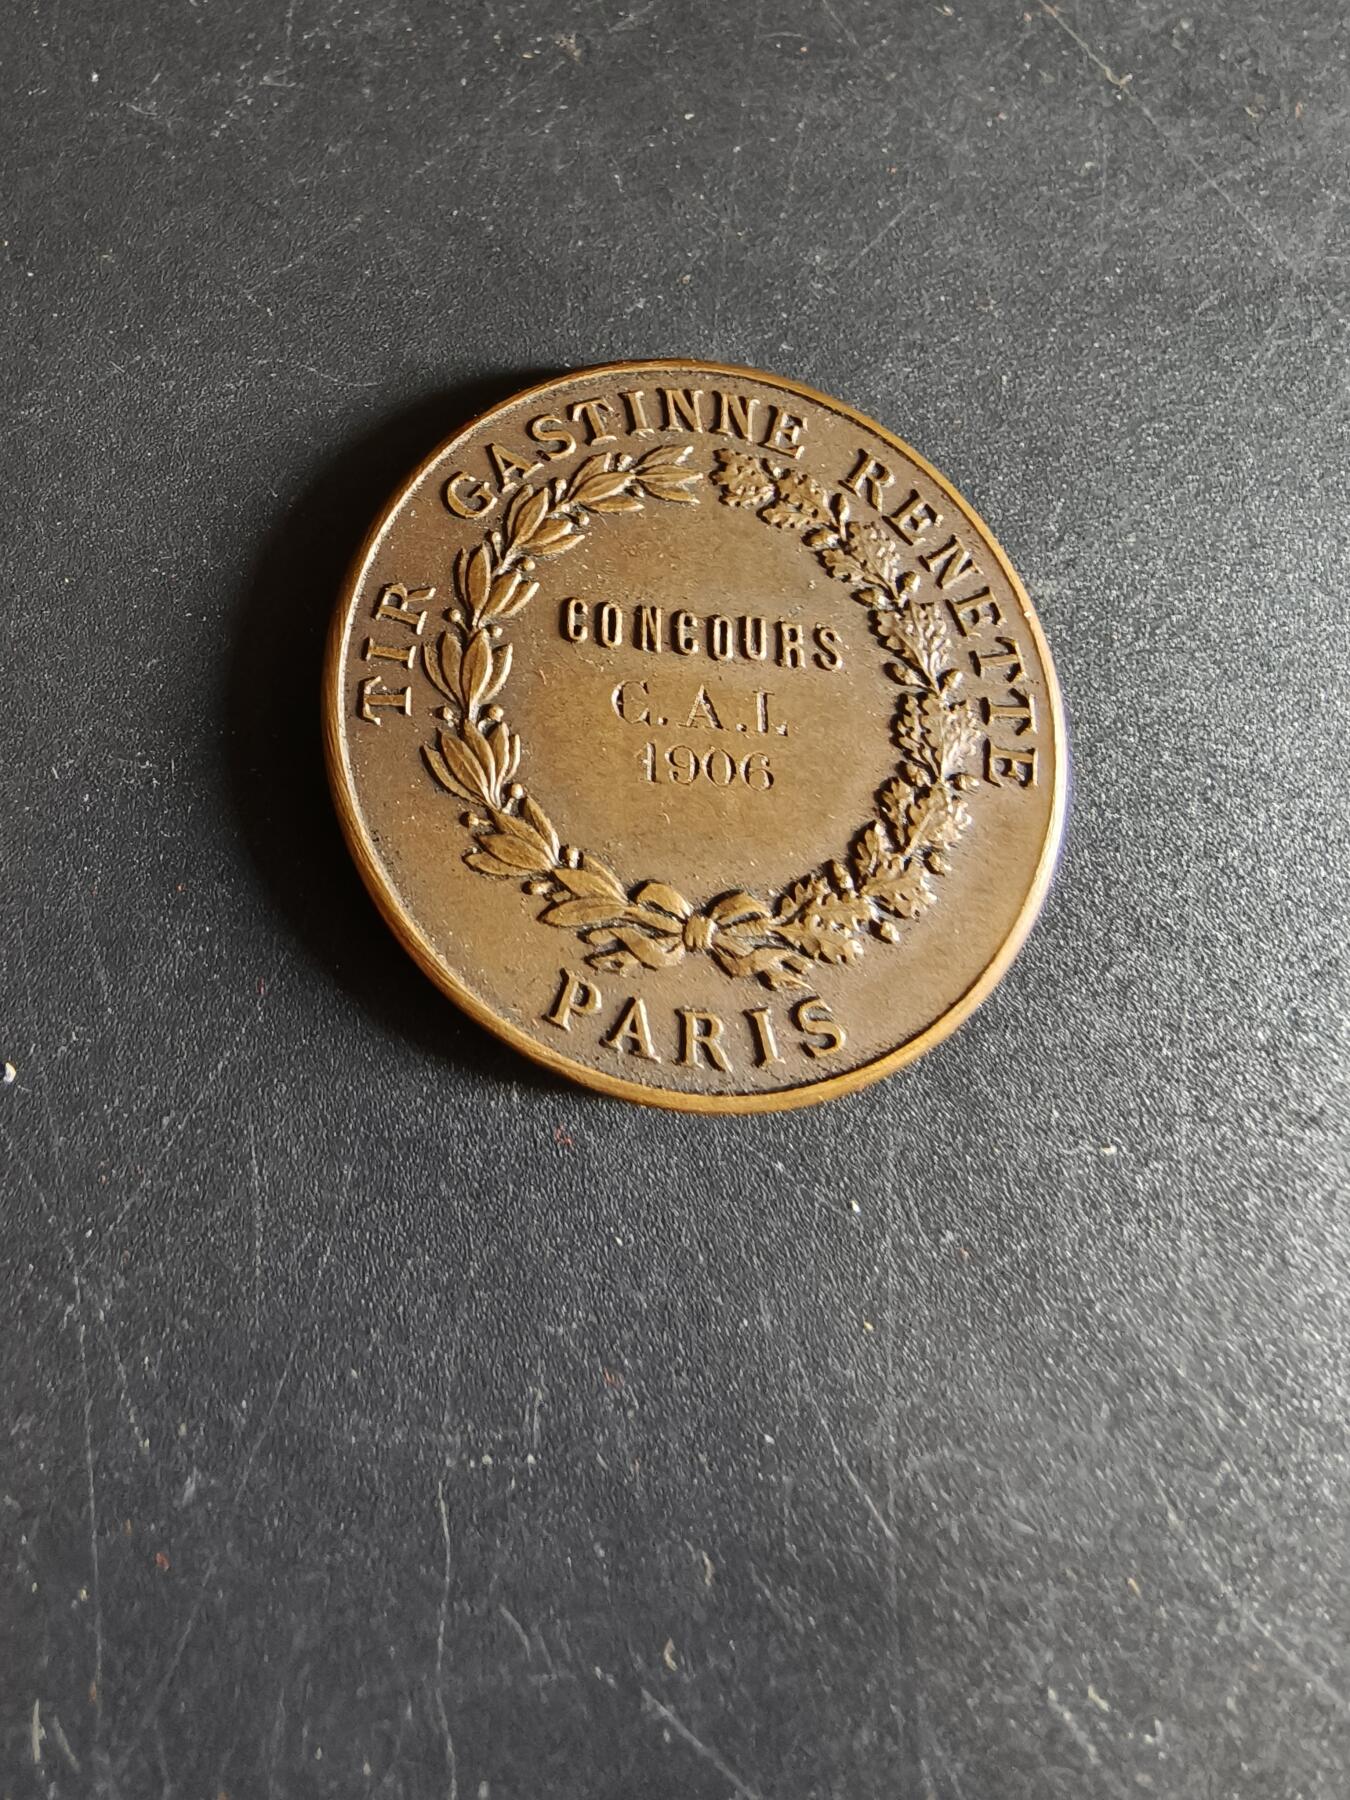 TIR GASTINNE RENETTE
CONCOURS
C.A.L
1906
PARIS